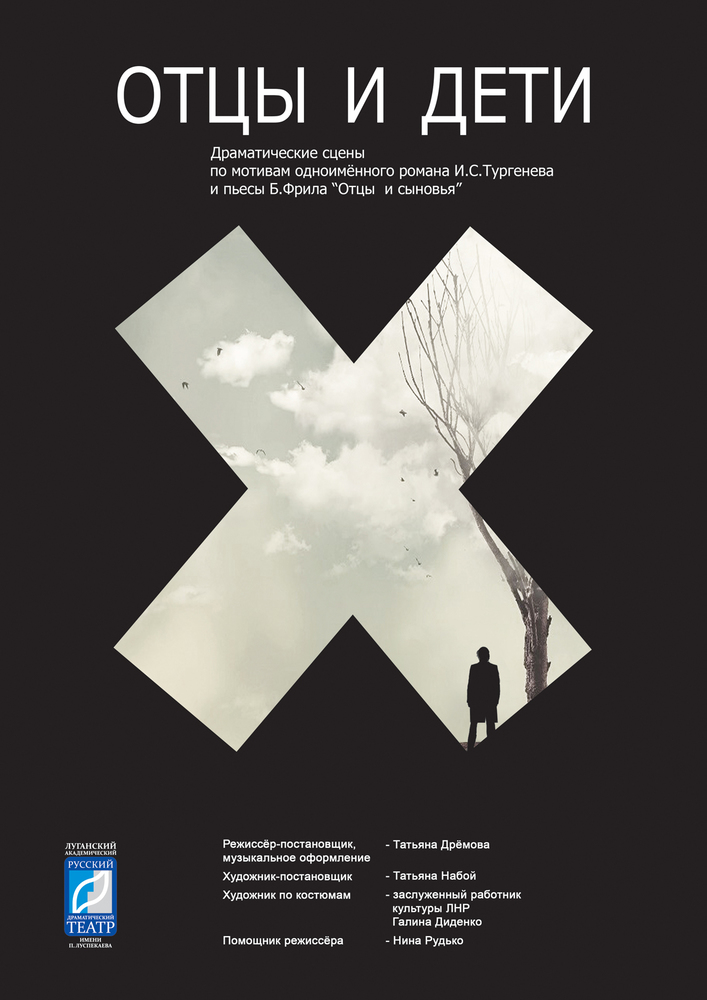 ОТЦЫ И ДЕТИ
Драматические сцены
по мотивам одноимённого романа И.С.Тургенева
и пьесы Б.Фрила “Отцы и сыновья”
Режиссёр-постановщик,
музыкальное оформление
- Татьяна Дрёмова
Художник-постановщик - Татьяна Набой
Художник по костюмам - заслуженный работник
культуры ЛНР
Галина Диденко
Помощник режиссёра - Нина Рудько
ЛУГАНСКИЙ
АКАДЕМИЧЕСКИЙ
РУССКИЙ
ДРАМАТИЧЕСКИЙ
ТЕАТР
ИМЕНИ
П. ЛУСПЕКАЕВА